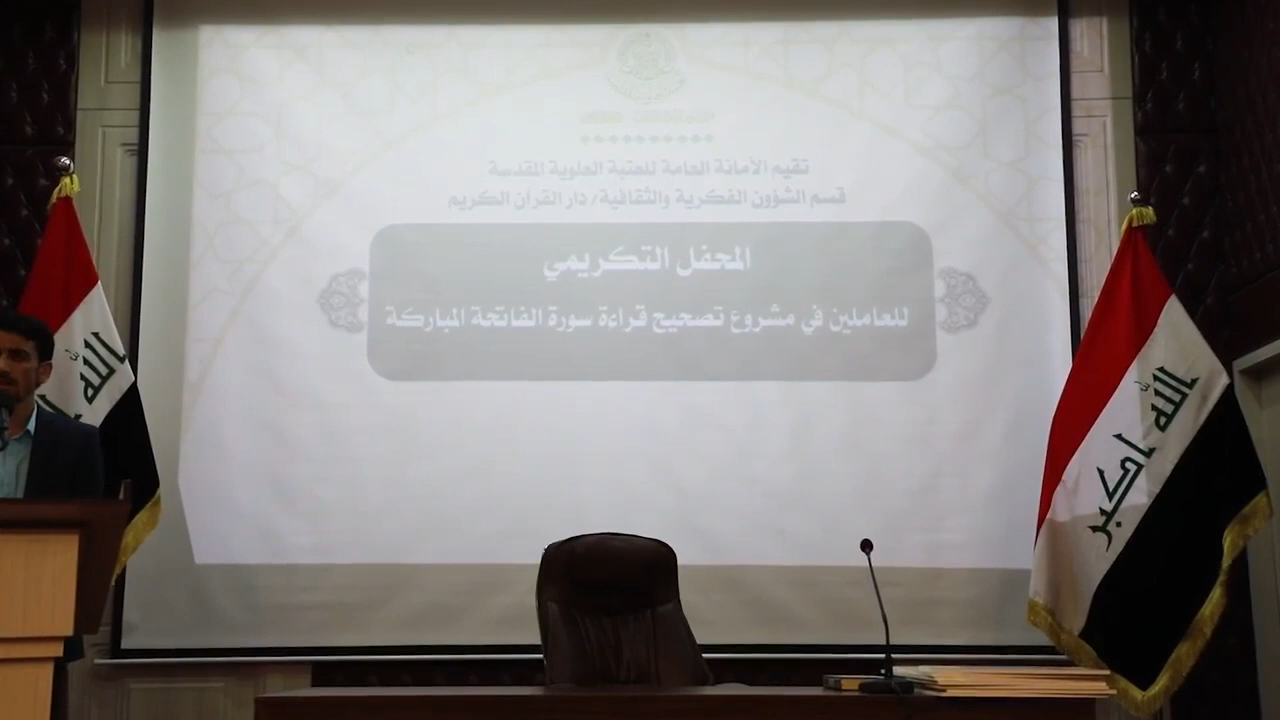 تقيم الأمانة العامة للعتبة العلوية المقدسة
قسم الشؤون الفكرية والثقافية / دار القرآن الكريم
المحفل التكريمي
للعاملين في مشروع تصحيح قراءة سورة الفاتحة المباركة
الله
الله اكبر